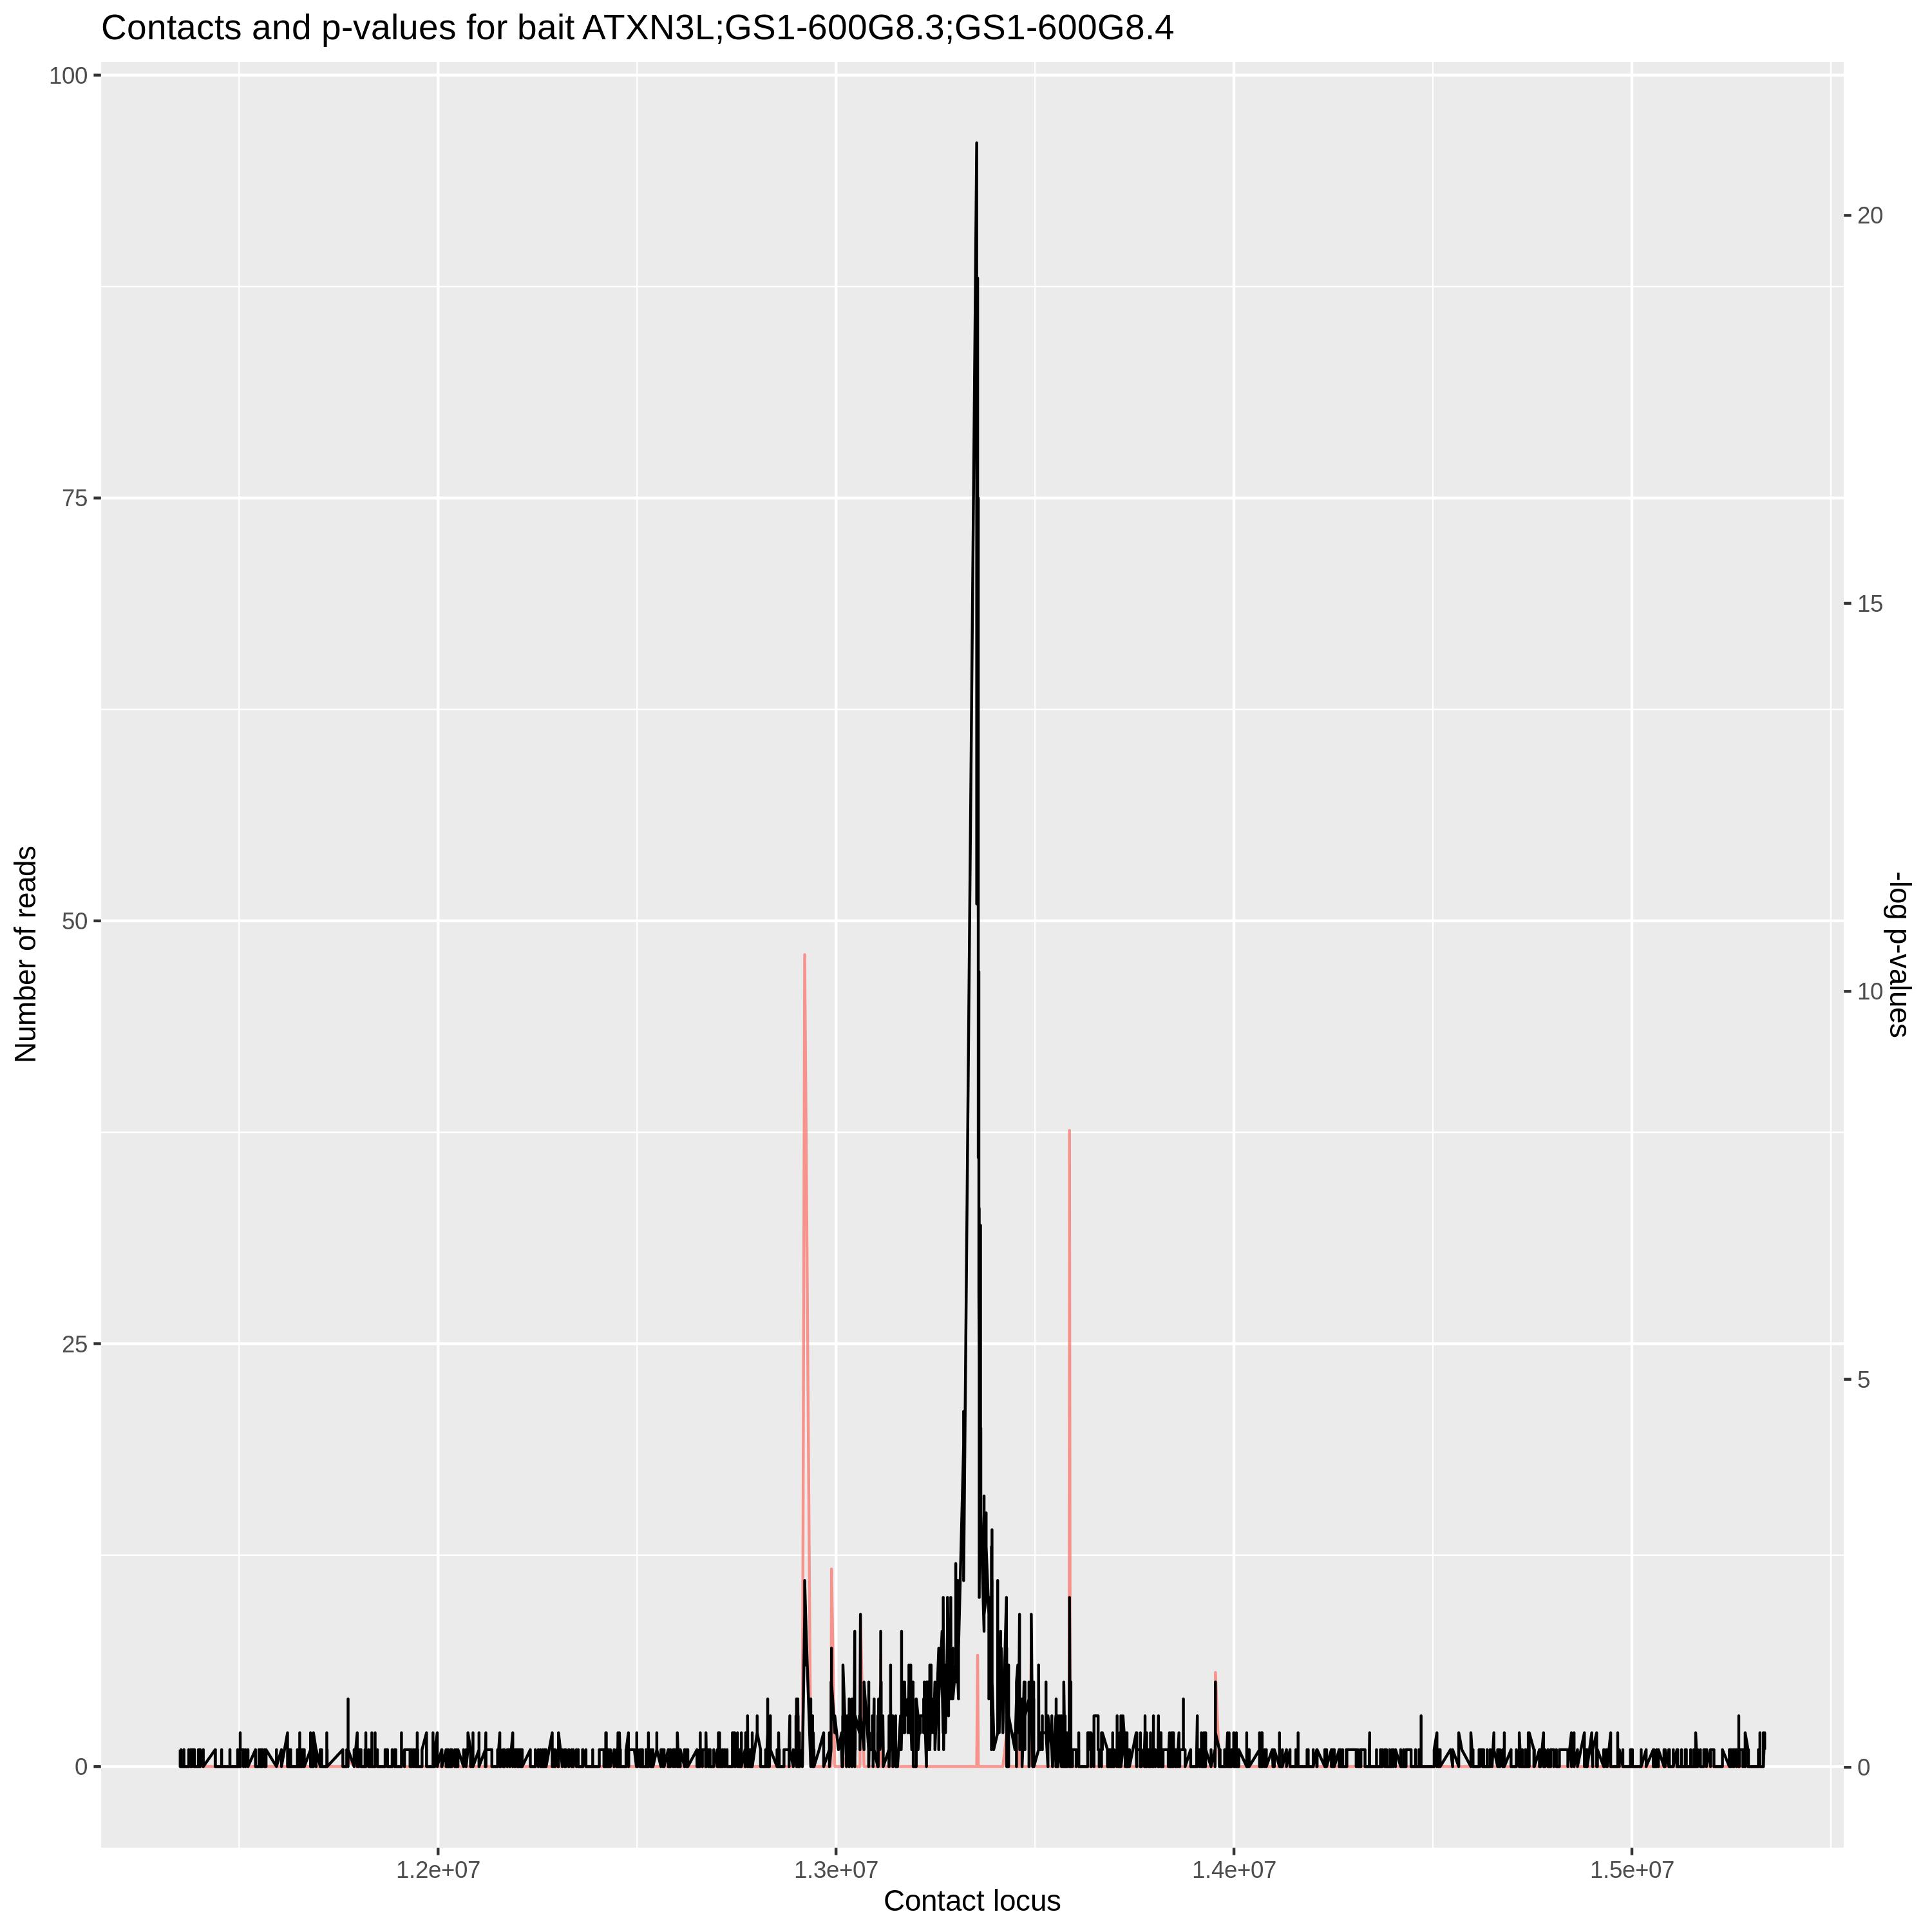 Contacts and p-values for bait ATXN3L;GS1-600G8.3;GS1-600G8.4
100
75
50
25
0
Number of reads
20
15
10
5
0
-log p-values
1.2e+07
1.3e+07
1.4e+07
1.5e+07
Contact locus